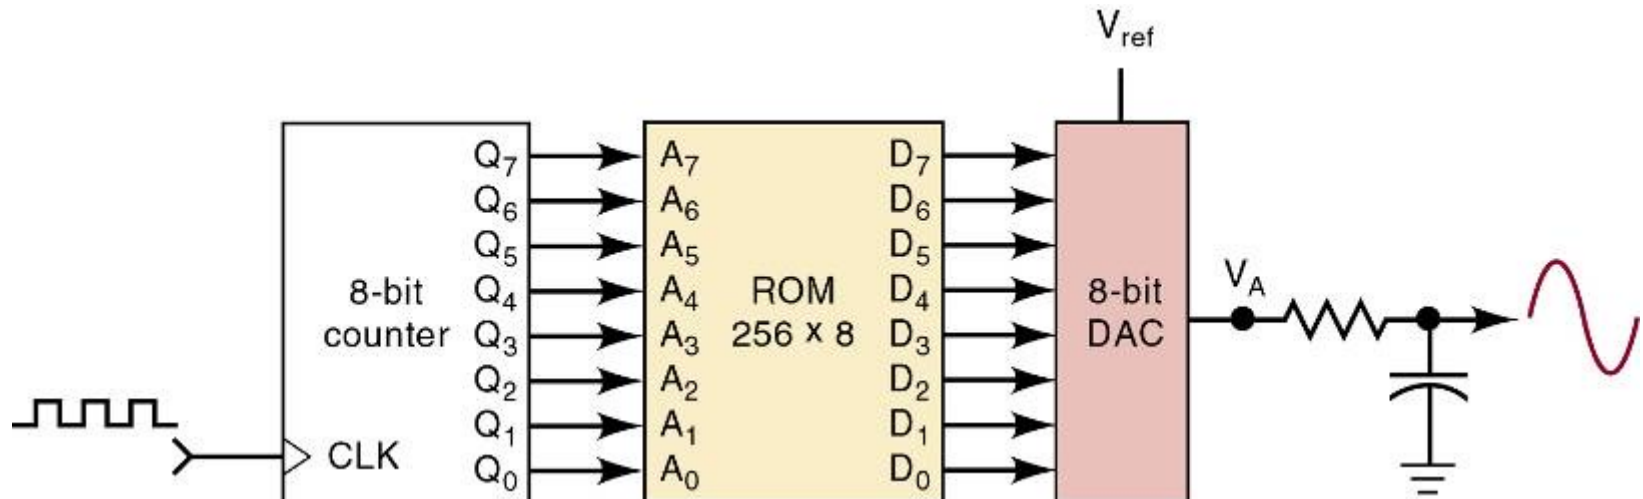 V_ref
Q_7 A_7 D_7
Q_6 A_6 D_6
Q_5 A_5 D_5
Q_4 A_4 D_4
Q_3 A_3 D_3
Q_2 A_2 D_2
Q_1 A_1 D_1
Q_0 A_0 D_0
8-bit
counter
CLK
ROM
256 x 8
8-bit
DAC
V_A